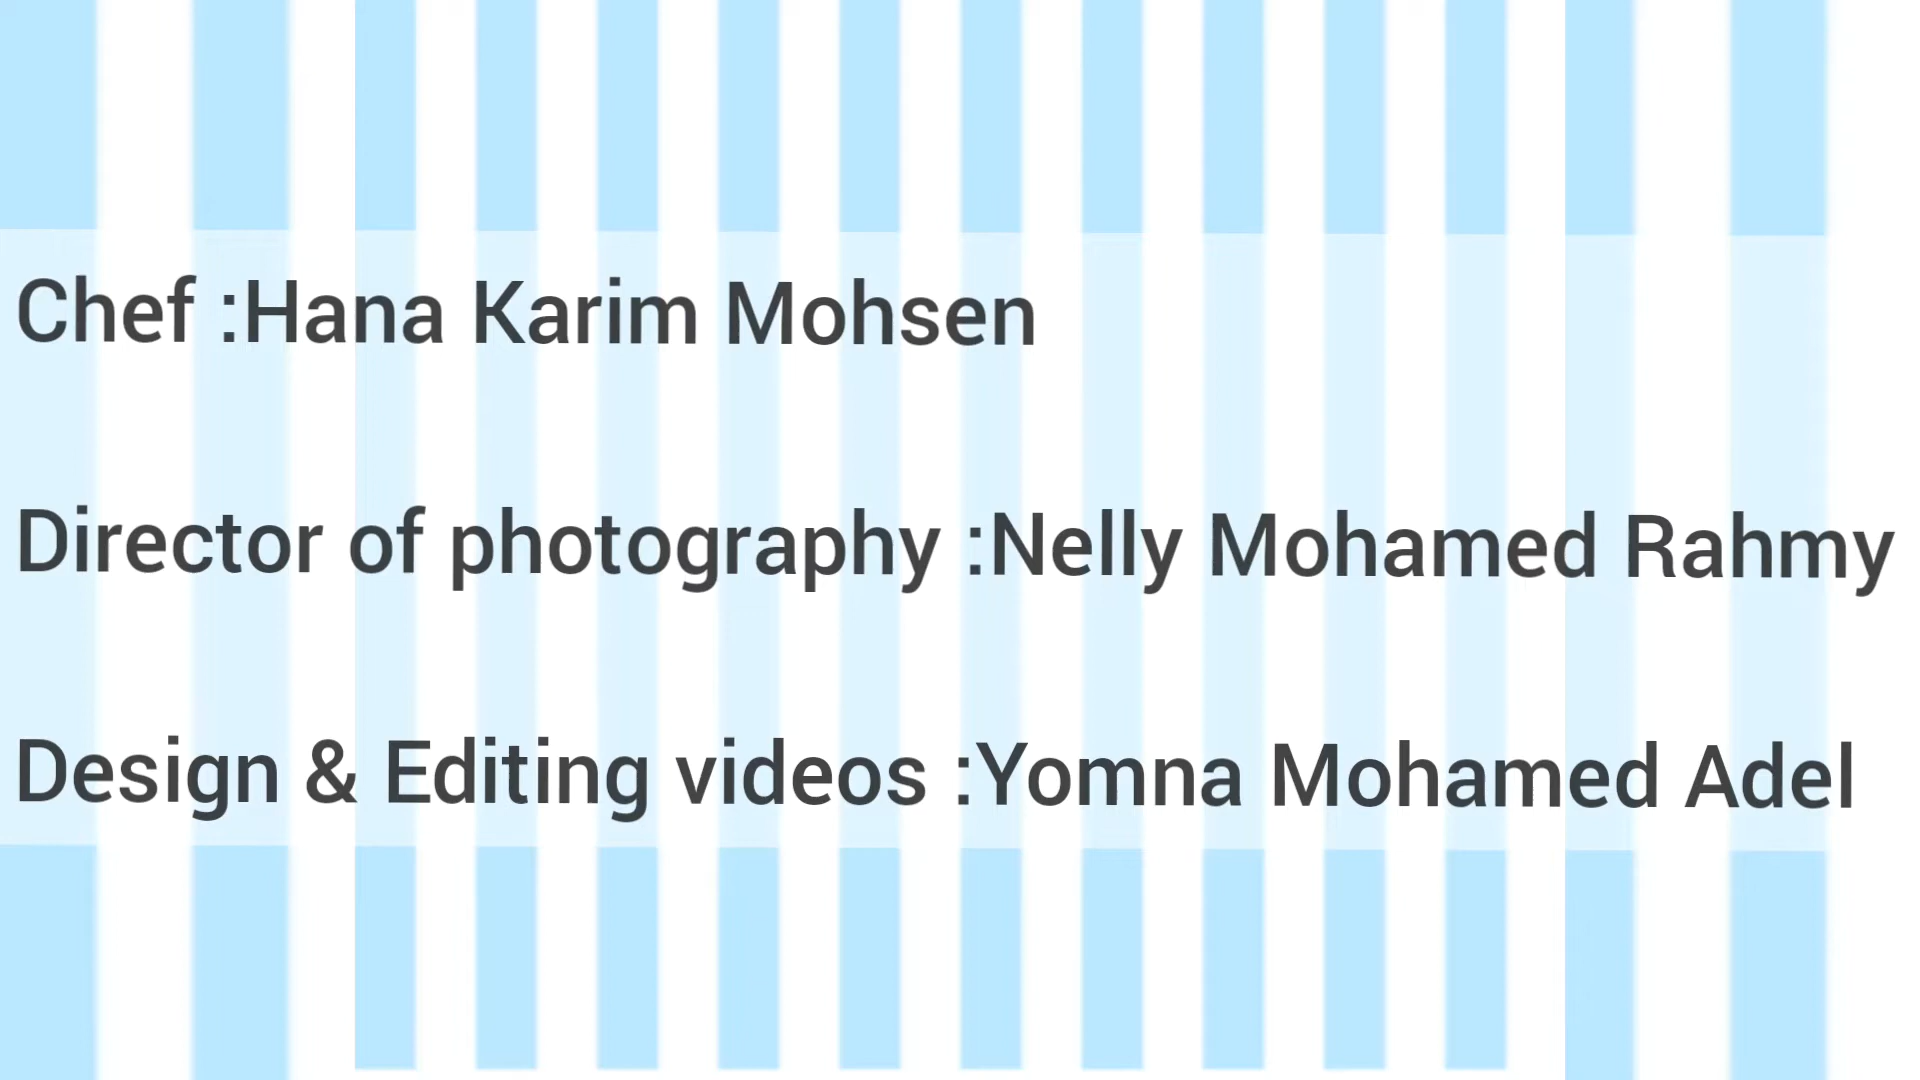 Chef :Hana Karim Mohsen
Director of photography :Nelly Mohamed Rahmy
Design & Editing videos :Yomna Mohamed Adel